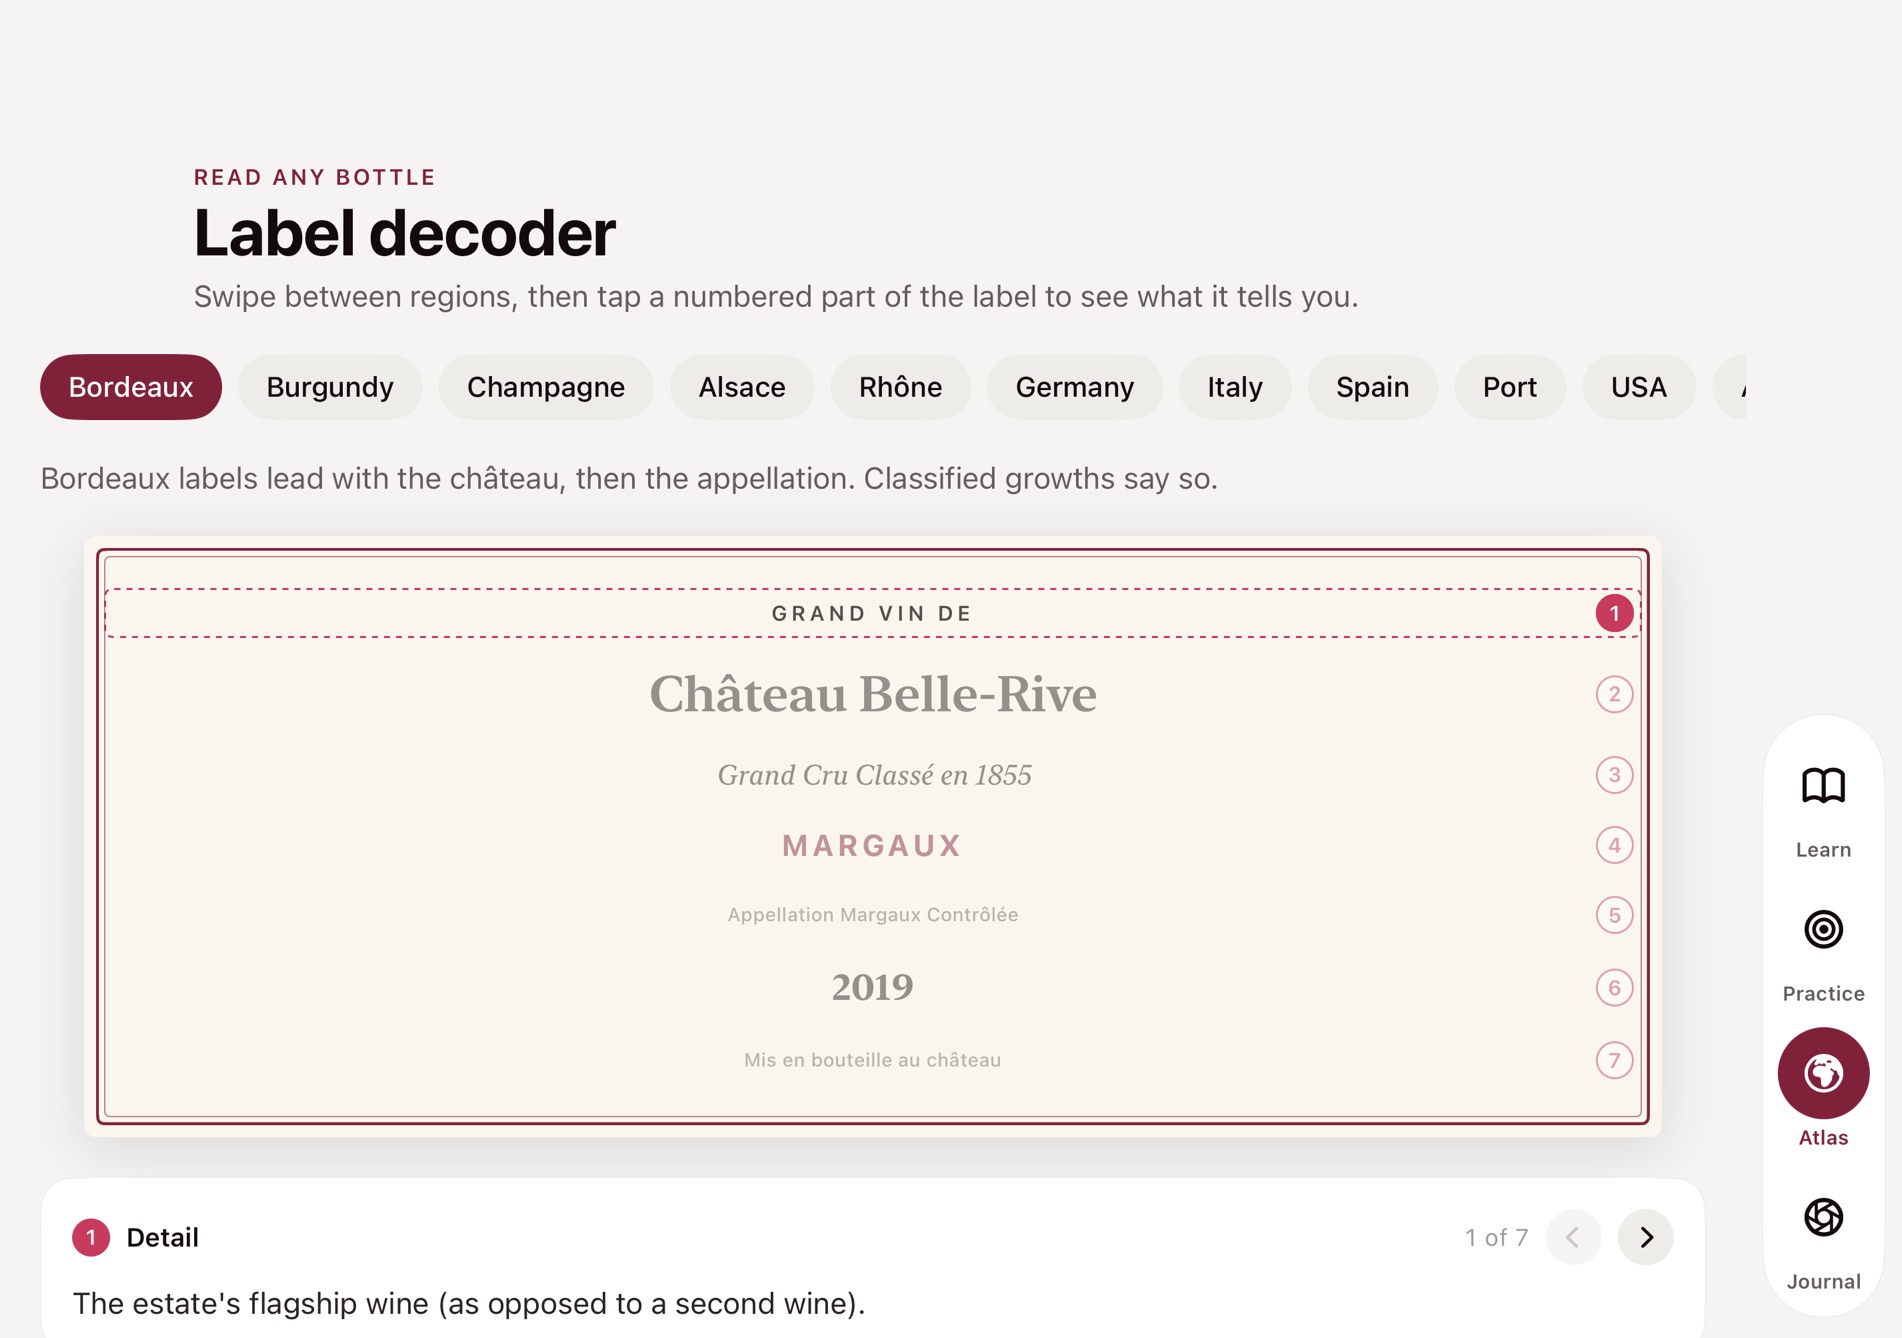 READ ANY BOTTLE
Label decoder
Swipe between regions, then tap a numbered part of the label to see what it tells you.
Bordeaux Burgundy Champagne Alsace Rhône Germany Italy Spain Port USA
Bordeaux labels lead with the château, then the appellation. Classified growths say so.
GRAND VIN DE 1
Château Belle-Rive 2
Grand Cru Classé en 1855 3
MARGAUX 4
Appellation Margaux Contrôlée 5
2019 6
Mis en bouteille au château 7
Learn
Practice
Atlas
Journal
1 Detail 1 of 7
The estate's flagship wine (as opposed to a second wine).